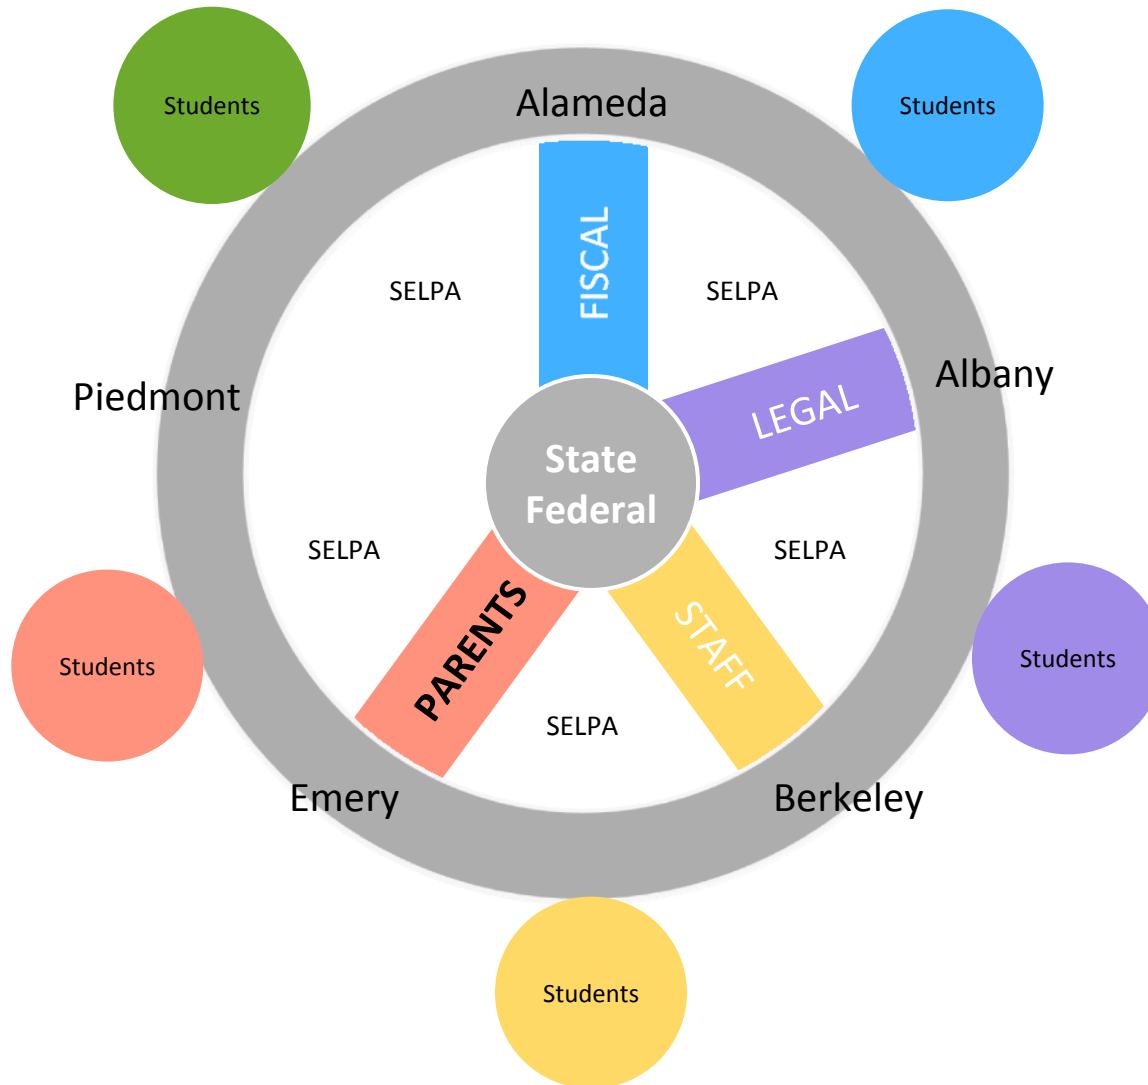 Students
Alameda
Students
FISCAL
SELPA
SELPA
Piedmont
Albany
LEGAL
State
Federal
SELPA
SELPA
PARENTS
STAFF
Students
Students
SELPA
Emery
Berkeley
Students